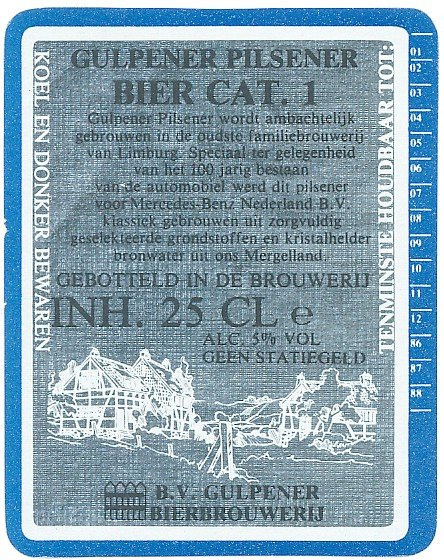 GULPENER PILSENER
BIER CAT. 1
Gulpener Pilsener wordt ambachtelijk
gebrouwen in de oudste familiebrouwerij
van Limburg. Speciaal ter gelegenheid
van het 100 jarig bestaan
van de automobiel werd dit pilsener
voor Mercedes-Benz Nederland B.V.
klassiek gebrouwen uit zorgvuldig
geselekteerde grondstoffen en kristalhelder
bronwater uit ons Mergelland.
GEBOTTELD IN DE BROUWERIJ
INH. 25 CL e
ALC. 5% VOL
GEEN STATIEGELD
B.V. GULPENER
BIERBROUWERIJ
KOEL EN DONKER BEWAREN
TENMINSTE HOUDBAAR TOT:
01
02
03
04
05
06
07
08
09
10
11
12
86
87
88